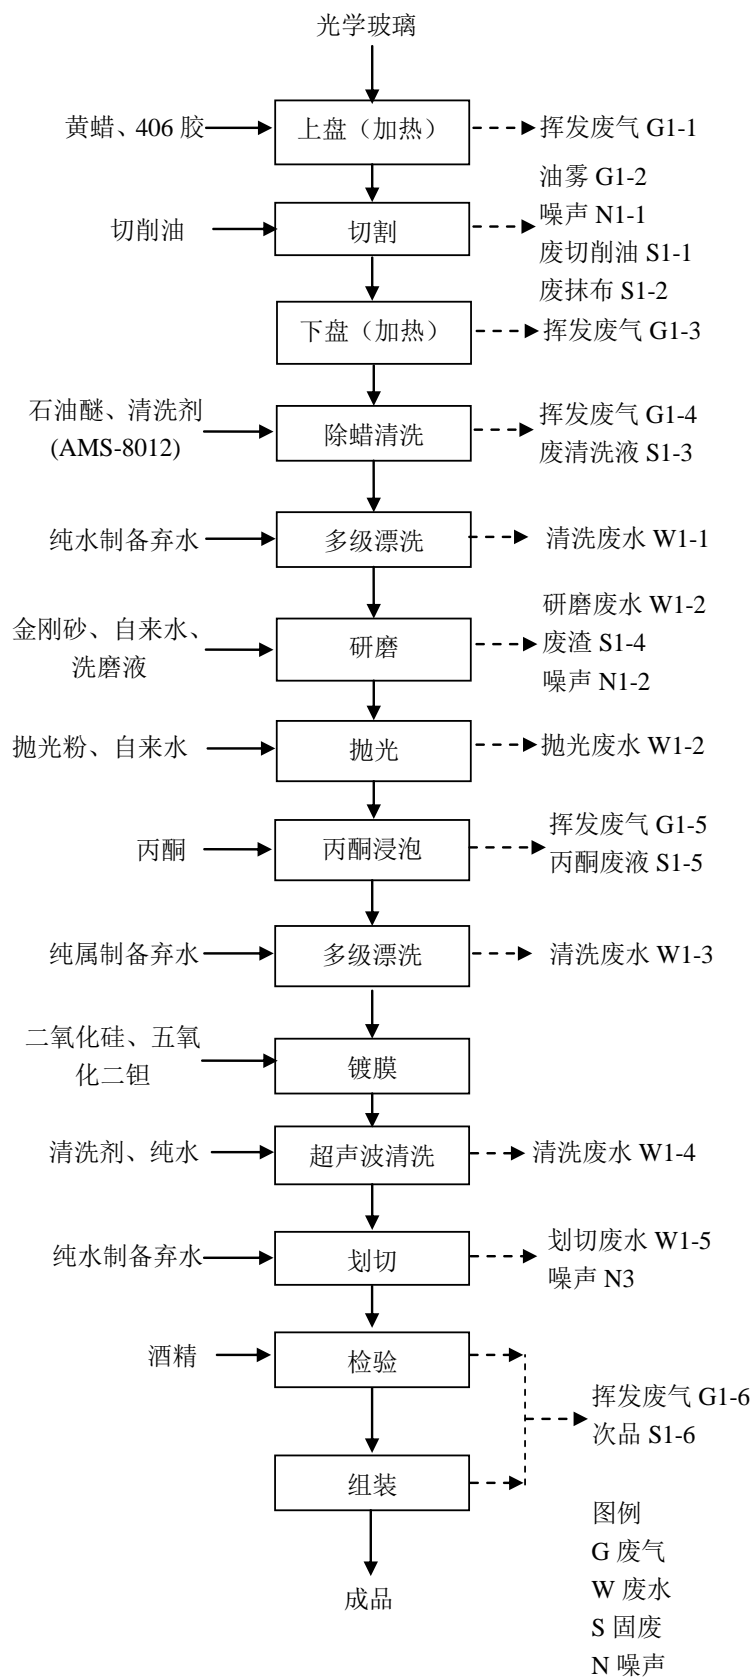 光学玻璃
黄蜡、406 胶
上盘（加热）
挥发废气 G1-1
切削油
切割
油雾 G1-2
噪声 N1-1
废切削油 S1-1
废抹布 S1-2
下盘（加热）
挥发废气 G1-3
石油醚、清洗剂
(AMS-8012)
除蜡清洗
挥发废气 G1-4
废清洗液 S1-3
纯水制备弃水
多级漂洗
清洗废水 W1-1
金刚砂、自来水、
洗磨液
研磨
研磨废水 W1-2
废渣 S1-4
噪声 N1-2
抛光粉、自来水
抛光
抛光废水 W1-2
丙酮
丙酮浸泡
挥发废气 G1-5
丙酮废液 S1-5
纯属制备弃水
多级漂洗
清洗废水 W1-3
二氧化硅、五氧
化二钽
镀膜
清洗剂、纯水
超声波清洗
清洗废水 W1-4
纯水制备弃水
划切
划切废水 W1-5
噪声 N3
酒精
检验
挥发废气 G1-6
次品 S1-6
组装
成品
图例
G 废气
W 废水
S 固废
N 噪声